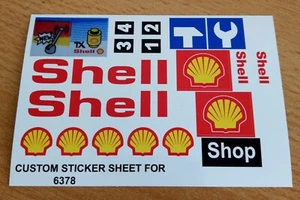 TX
Shell
3 4
1 2
T Y
Shell
Shell
Shell
Shell
Shop
CUSTOM STICKER SHEET FOR
6378